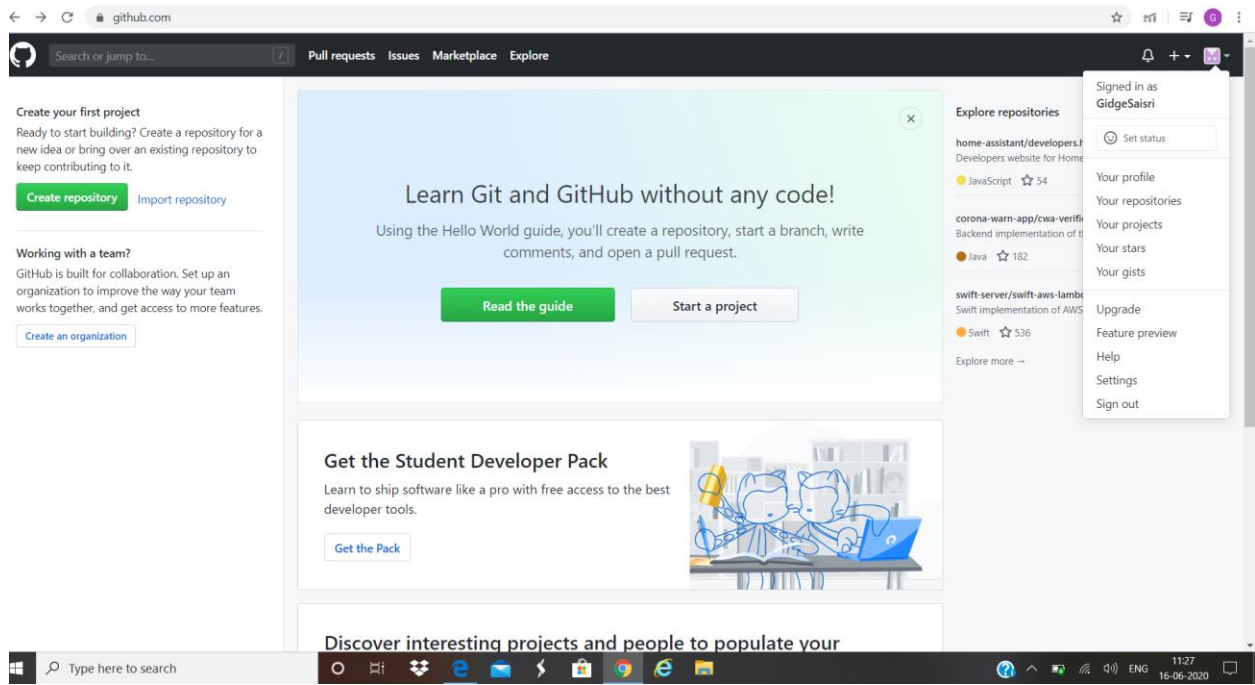 github.com
G
Search or jump to...
/
Pull requests Issues Marketplace Explore
Create your first project
Ready to start building? Create a repository for a
new idea or bring over an existing repository to
keep contributing to it.
Create repository
Import repository
Working with a team?
GitHub is built for collaboration. Set up an
organization to improve the way your team
works together, and get access to more features.
Create an organization
Learn Git and GitHub without any code!
Using the Hello World guide, you'll create a repository, start a branch, write
comments, and open a pull request.
Read the guide
Start a project
Get the Student Developer Pack
Learn to ship software like a pro with free access to the best
developer tools.
Get the Pack
Discover interesting projects and people to populate your
Explore repositories
home-assistant/developers.h
Developers website for Home
JavaScript 54
corona-warn-app/cwa-verifi
Backend implementation of t
Java 182
swift-server/swift-aws-lambd
Swift implementation of AWS
Swift 536
Explore more →
Signed in as
GidgeSaisri
Set status
Your profile
Your repositories
Your projects
Your stars
Your gists
Upgrade
Feature preview
Help
Settings
Sign out
Type here to search
ENG
11:27
16-06-2020